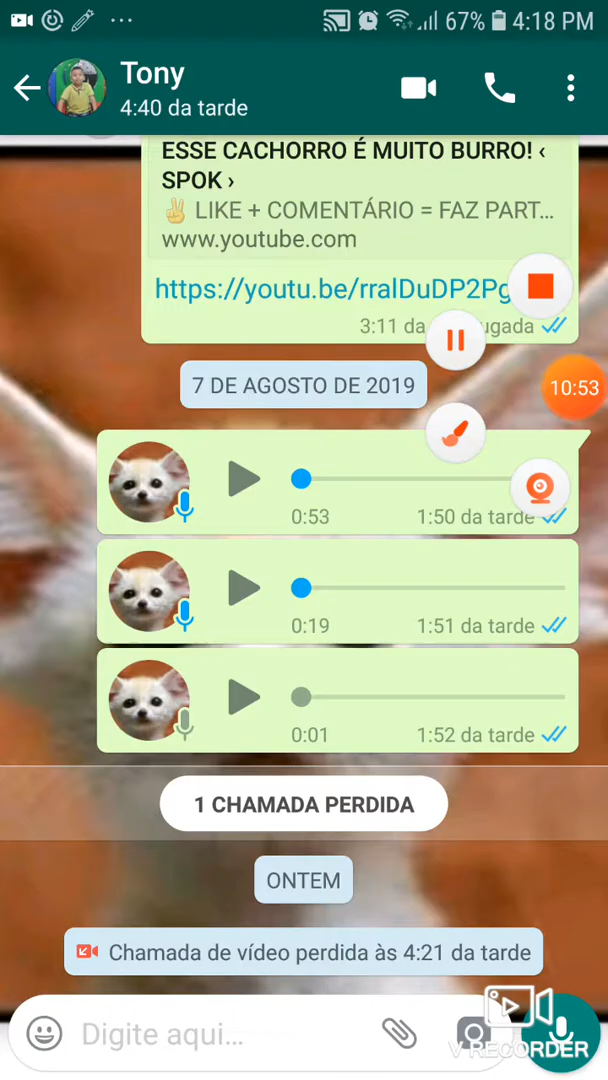 67% 4:18 PM
Tony
4:40 da tarde
ESSE CACHORRO É MUITO BURRO! ‹
SPOK ›
✌ LIKE + COMENTÁRIO = FAZ PART...
www.youtube.com
https://youtu.be/rralDuDP2Pg
3:11 da
ugada
7 DE AGOSTO DE 2019
10:53
0:53 1:50 da tarde
0:19 1:51 da tarde
0:01 1:52 da tarde
1 CHAMADA PERDIDA
ONTEM
Chamada de vídeo perdida às 4:21 da tarde
Digite aqui...
V RECORDER